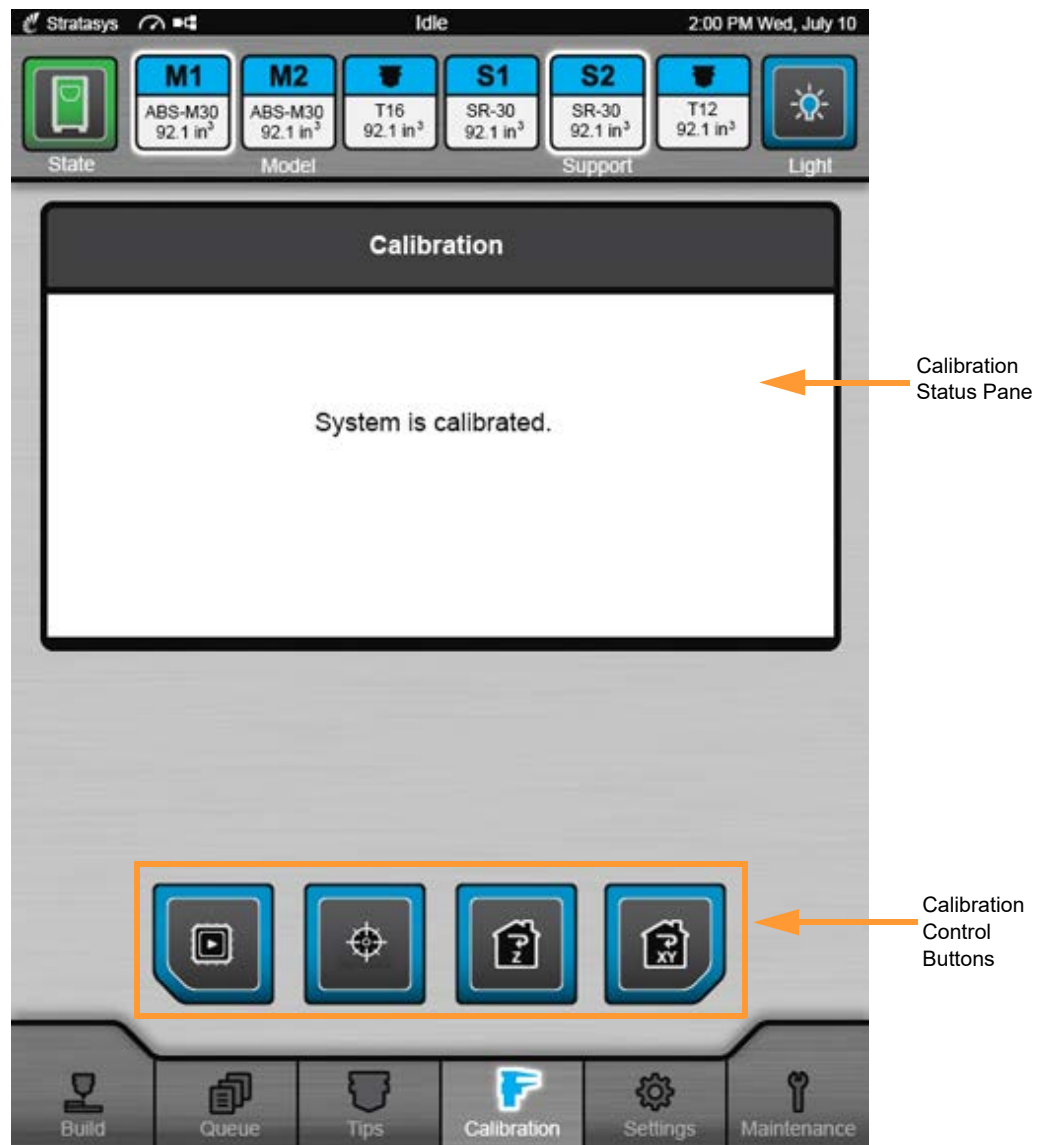 Stratasys Idle 2:00 PM Wed, July 10
M1 M2 S1 S2
ABS-M30 ABS-M30 T16 SR-30 SR-30 T12
92.1 in³ 92.1 in³ 92.1 in³ 92.1 in³ 92.1 in³ 92.1 in³
State Model Support Light
Calibration
System is calibrated.
Calibration
Status Pane
Z XY
Calibration
Control
Buttons
Build Queue Tips Calibration Settings Maintenance